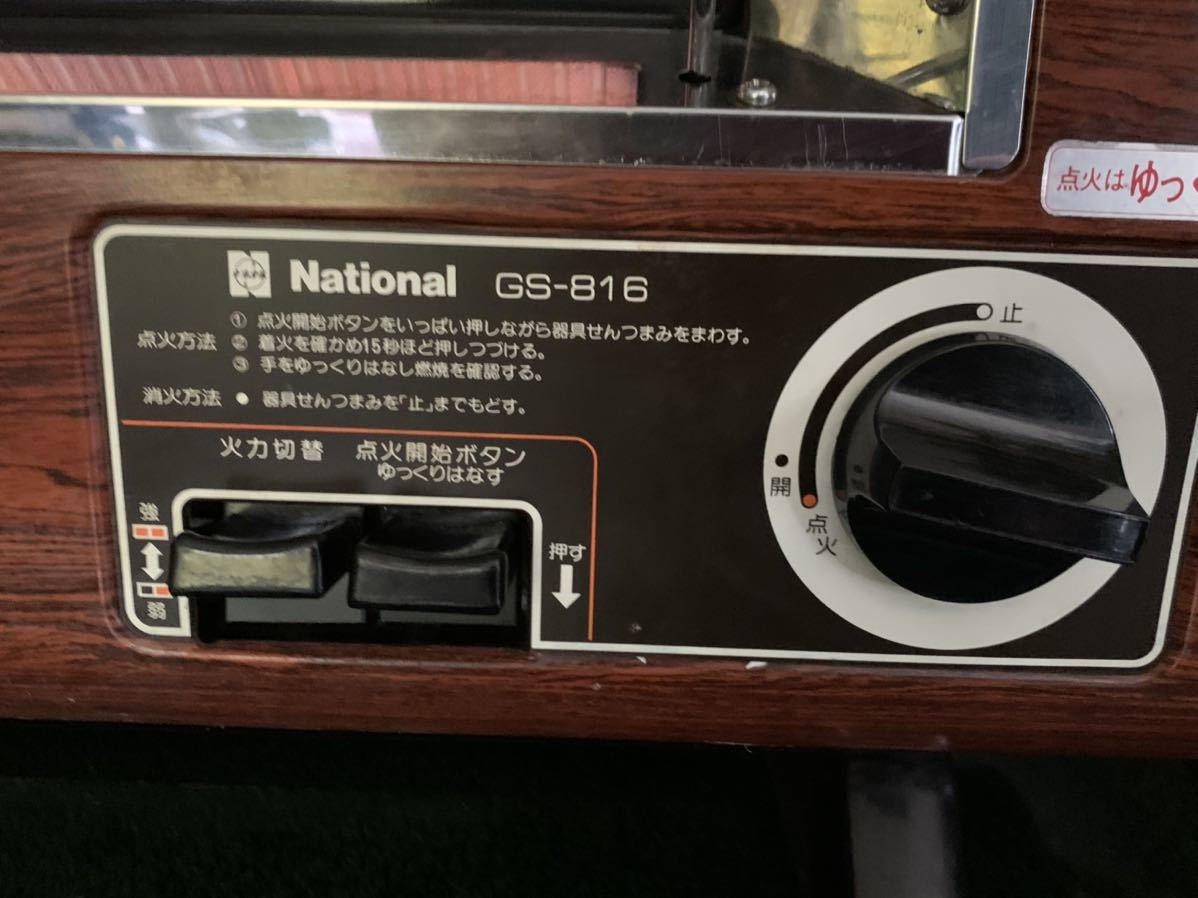 点火はゆっ
National GS-816
点火方法
① 点火開始ボタンをいっぱい押しながら器具せんつまみをまわす。
② 着火を確かめ15秒ほど押しつづける。
③ 手をゆっくりはなし燃焼を確認する。
消火方法 ● 器具せんつまみを「止」までもどす。
火力切替
点火開始ボタン
ゆっくりはなす
強
弱
押す
止
開
点火